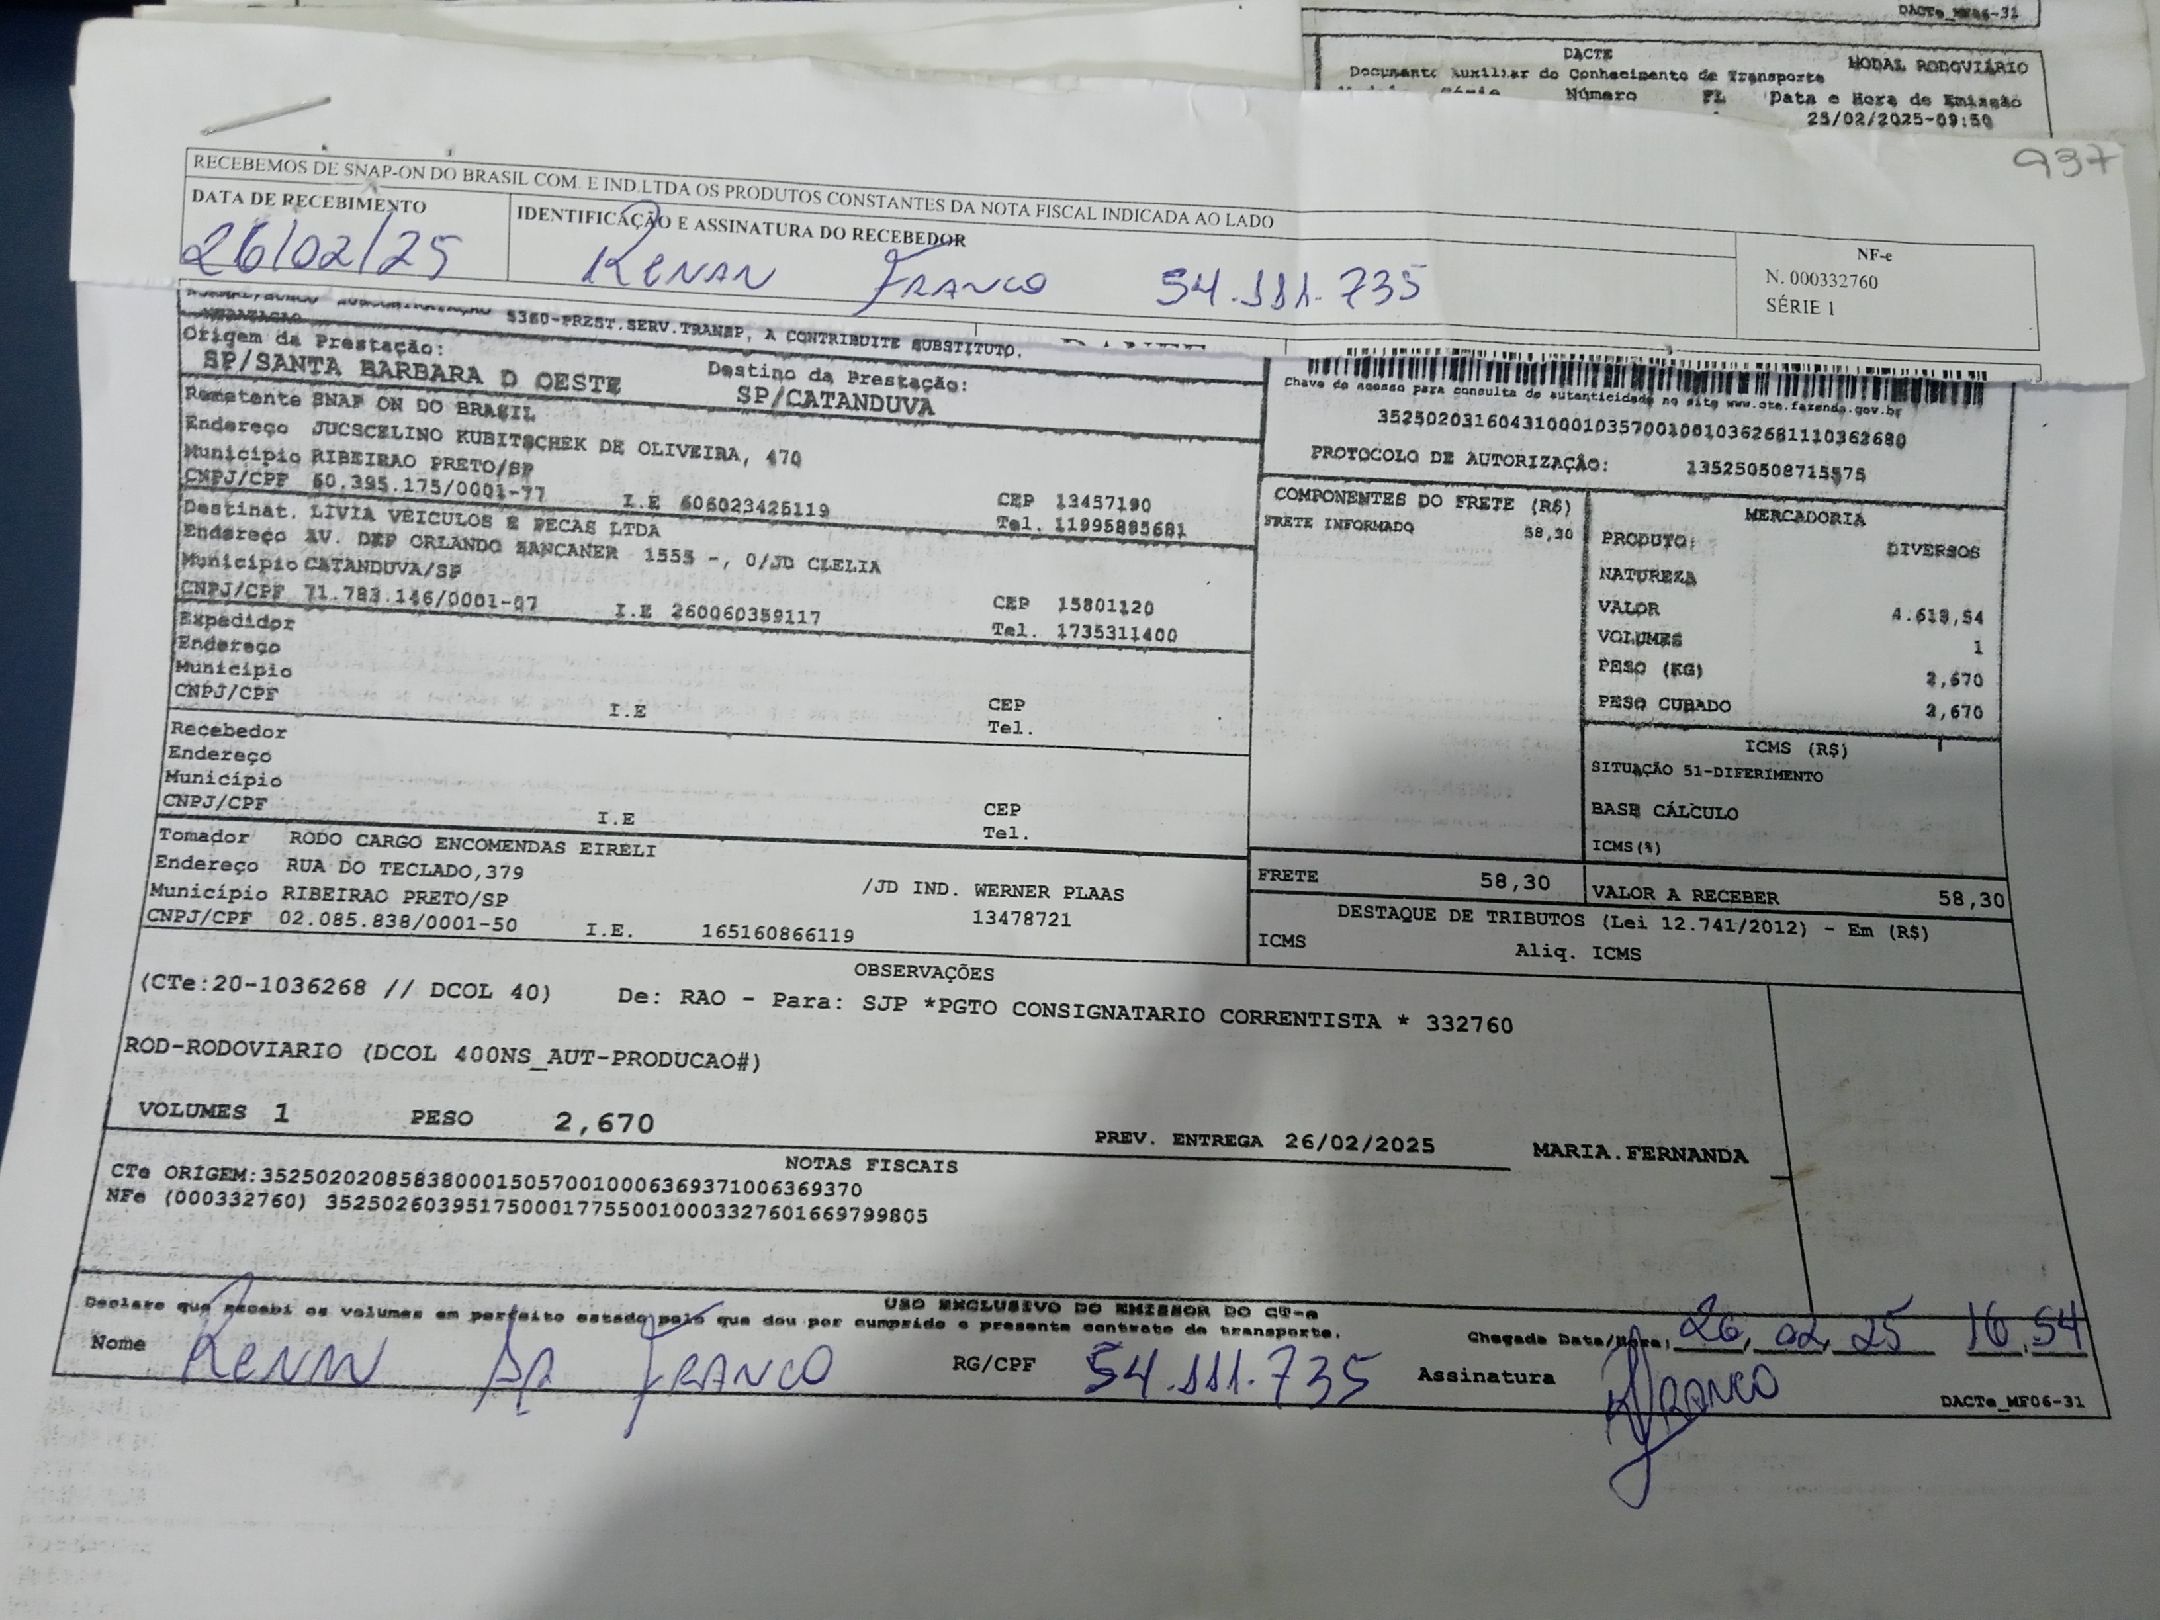 DACTe_MF06-31
DACTE
MODAL RODOVIÁRIO
Documento Auxiliar do Conhecimento de Transporte
Número FL Data e Hora de Emissão
25/02/2025-09:50
937
RECEBEMOS DE SNAP-ON DO BRASIL COM. E IND.LTDA OS PRODUTOS CONSTANTES DA NOTA FISCAL INDICADA AO LADO
DATA DE RECEBIMENTO
26/02/25
IDENTIFICAÇÃO E ASSINATURA DO RECEBEDOR
Renan Franco 54.111.735
NF-e
N. 000332760
SÉRIE 1
5360-PREST.SERV.TRANSP, A CONTRIBUITE SUBSTITUTO.
Origem da Prestação:
SP/SANTA BARBARA D OESTE
Destino da Prestação:
SP/CATANDUVA
Remetente SNAP ON DO BRASIL
Endereço JUCSCELINO KUBITSCHEK DE OLIVEIRA, 470
Município RIBEIRAO PRETO/SP
CNPJ/CPF 60.395.175/0001-77 I.E 606023425119
CEP 13457190
Tel. 11995885681
Destinat. LIVIA VEICULOS E PECAS LTDA
Endereço AV. DEP ORLANDO ZANCANER 1555 -, 0/JD CLELIA
Município CATANDUVA/SP
CNPJ/CPF 71.783.146/0001-07 I.E 260060359117
CEP 15801120
Tel. 1735311400
Expedidor
Endereço
Município
CNPJ/CPF I.E
CEP
Tel.
Recebedor
Endereço
Município
CNPJ/CPF I.E
CEP
Tel.
Tomador RODO CARGO ENCOMENDAS EIRELI
Endereço RUA DO TECLADO,379 /JD IND. WERNER PLAAS
Município RIBEIRAO PRETO/SP 13478721
CNPJ/CPF 02.085.838/0001-50 I.E. 165160866119
Chave de acesso para consulta de autenticidade no site www.cte.fazenda.gov.br
35250203160431000103570010010362681110362680
PROTOCOLO DE AUTORIZAÇÃO: 135250508715575
COMPONENTES DO FRETE (R$)
FRETE INFORMADO 58,30
MERCADORIA
PRODUTO: DIVERSOS
NATUREZA
VALOR 4.618,54
VOLUMES 1
PESO (KG) 2,670
PESO CUBADO 2,670
ICMS (R$)
SITUAÇÃO 51-DIFERIMENTO
BASE CÁLCULO
ICMS(%)
FRETE 58,30
VALOR A RECEBER 58,30
DESTAQUE DE TRIBUTOS (Lei 12.741/2012) - Em (R$)
ICMS Aliq. ICMS
OBSERVAÇÕES
(CTe:20-1036268 // DCOL 40) De: RAO - Para: SJP *PGTO CONSIGNATARIO CORRENTISTA * 332760
ROD-RODOVIARIO (DCOL 400NS_AUT-PRODUCAO#)
VOLUMES 1 PESO 2,670
PREV. ENTREGA 26/02/2025 MARIA.FERNANDA
NOTAS FISCAIS
CTe ORIGEM:35250202085838000150570010006369371006369370
NFe (000332760) 35250260395175000177550010003327601669799805
USO EXCLUSIVO DO EMISSOR DO CT-e
Declaro que recebi os volumes em perfeito estado pelo que dou por cumprido o presente contrato de transporte.
Chegada Data/Hora: 26, 02, 25 16.54
Nome Renan Franco RG/CPF 54.111.735 Assinatura Franco
DACTe_MF06-31